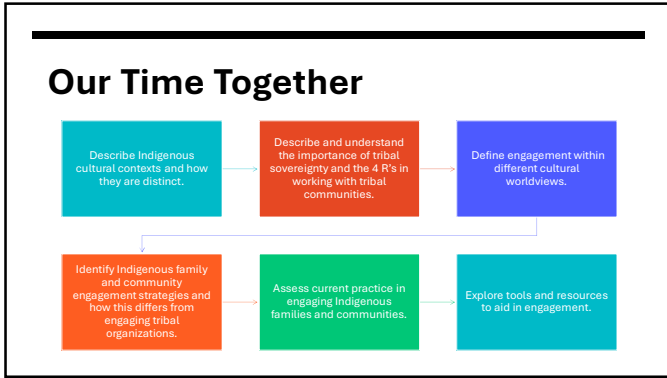 Our Time Together
Describe Indigenous
cultural contexts and how
they are distinct.
Describe and understand
the importance of tribal
sovereignty and the 4 R's in
working with tribal
communities.
Define engagement within
different cultural
worldviews.
Identify Indigenous family
and community
engagement strategies and
how this differs from
engaging tribal
organizations.
Assess current practice in
engaging Indigenous
families and communities.
Explore tools and resources
to aid in engagement.